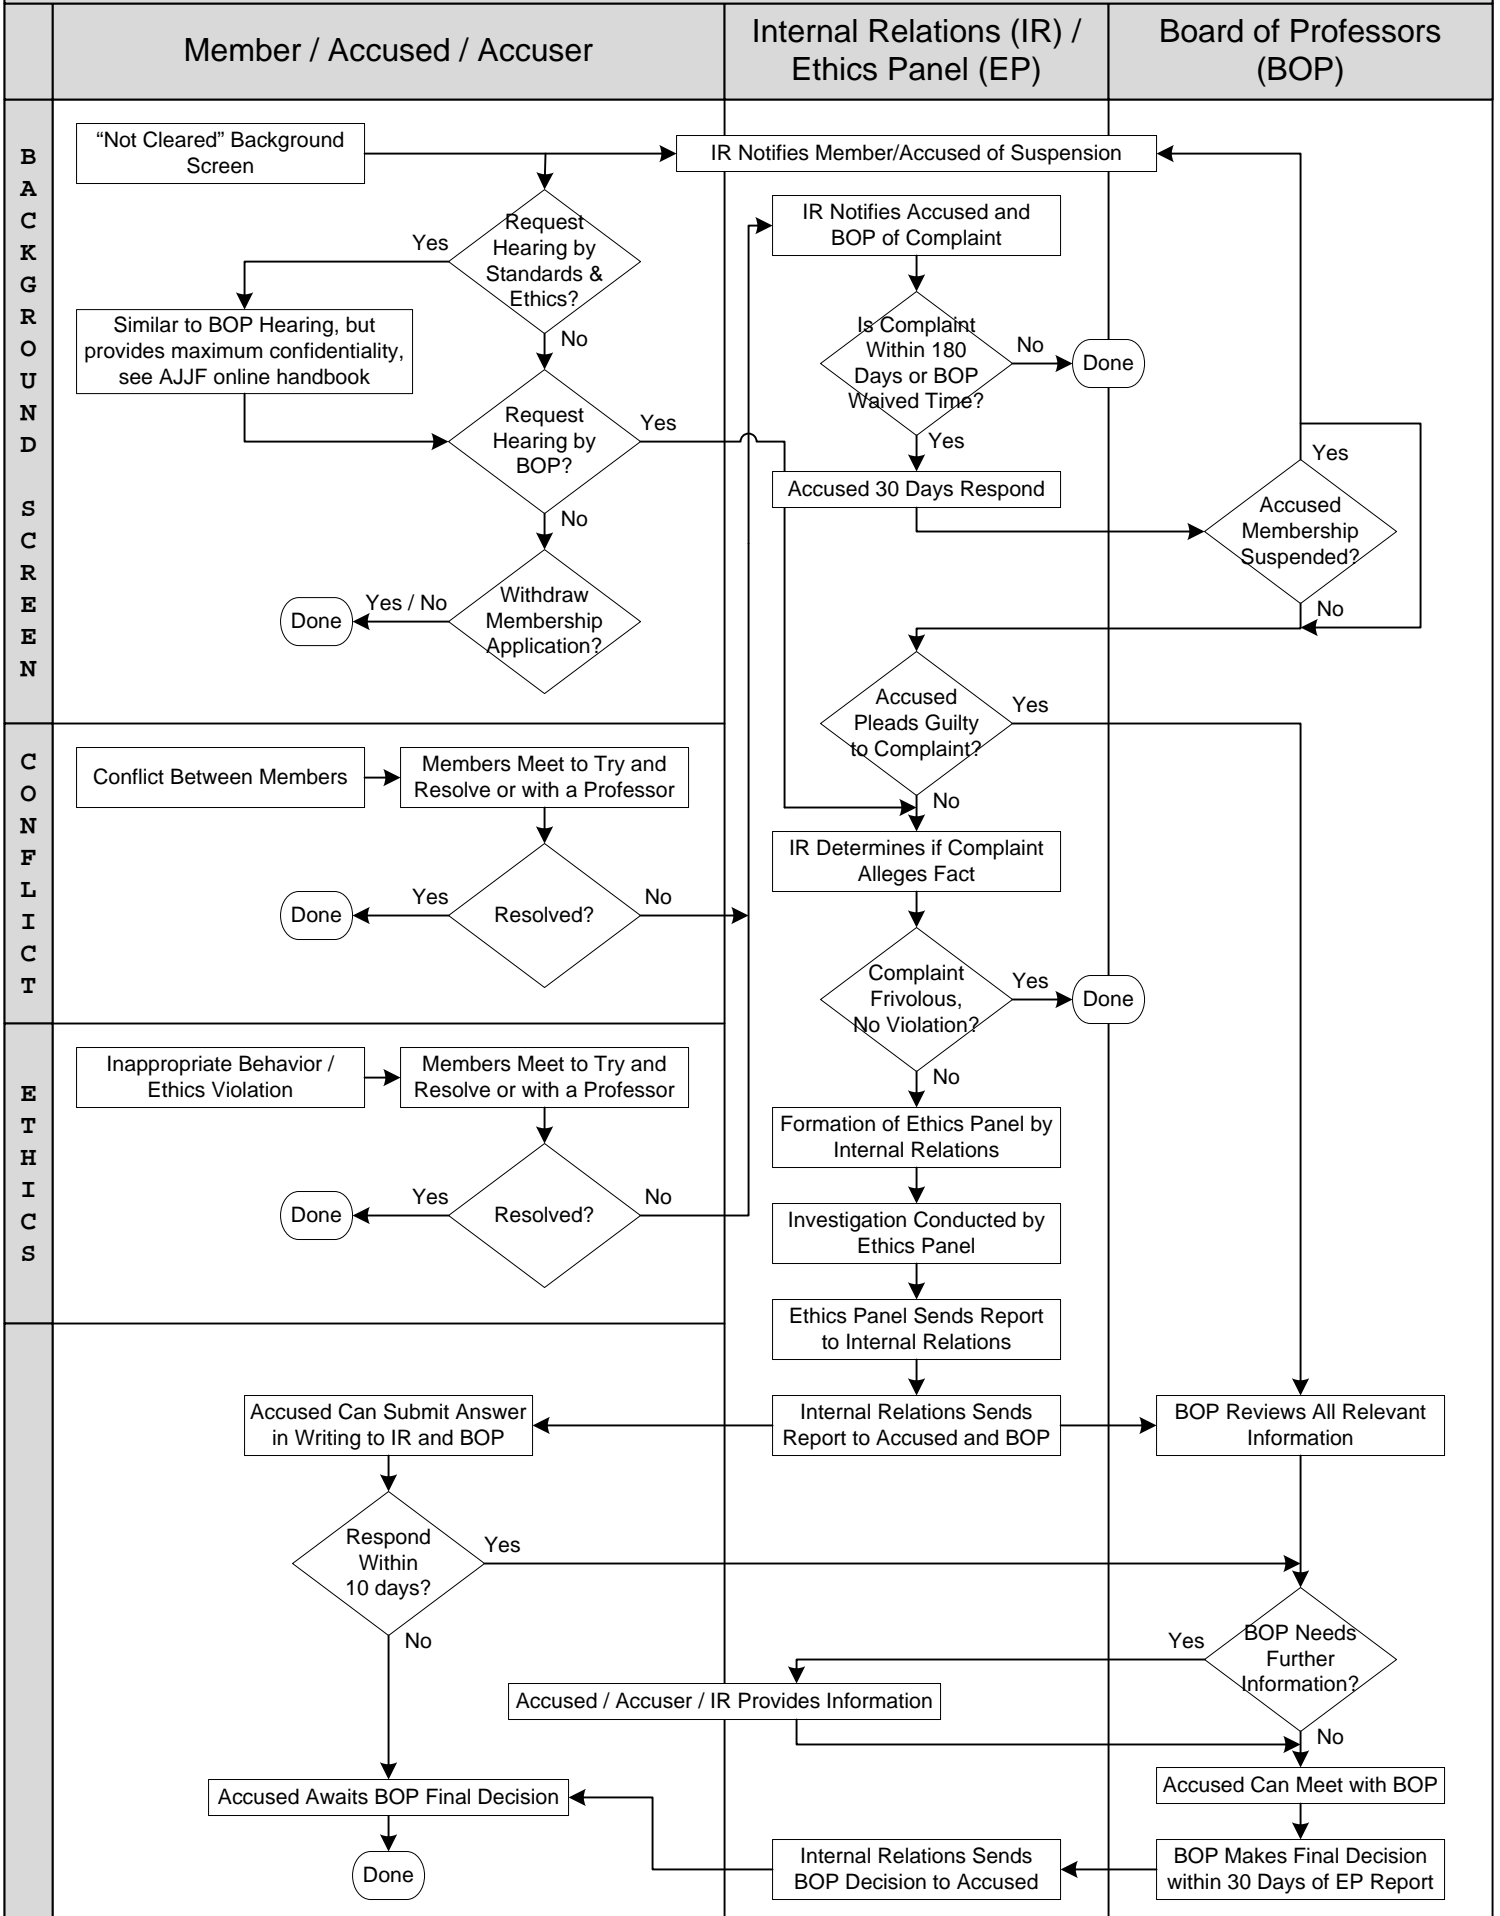 Member / Accused / Accuser
Internal Relations (IR) /
Ethics Panel (EP)
Board of Professors
(BOP)
BACKGROUND SCREEN
"Not Cleared" Background
Screen
IR Notifies Member/Accused of Suspension
Request
Hearing by
Standards &
Ethics?
Yes
No
Similar to BOP Hearing, but
provides maximum confidentiality,
see AJJF online handbook
Request
Hearing by
BOP?
Yes
No
Withdraw
Membership
Application?
Yes / No
Done
IR Notifies Accused and
BOP of Complaint
Is Complaint
Within 180
Days or BOP
Waived Time?
No
Done
Yes
Accused 30 Days Respond
Accused
Membership
Suspended?
Yes
No
Accused
Pleads Guilty
to Complaint?
Yes
No
CONFLICT
Conflict Between Members
Members Meet to Try and
Resolve or with a Professor
Resolved?
Yes
Done
No
IR Determines if Complaint
Alleges Fact
Complaint
Frivolous,
No Violation?
Yes
Done
No
ETHICS
Inappropriate Behavior /
Ethics Violation
Members Meet to Try and
Resolve or with a Professor
Resolved?
Yes
Done
No
Formation of Ethics Panel by
Internal Relations
Investigation Conducted by
Ethics Panel
Ethics Panel Sends Report
to Internal Relations
Accused Can Submit Answer
in Writing to IR and BOP
Internal Relations Sends
Report to Accused and BOP
BOP Reviews All Relevant
Information
Respond
Within
10 days?
Yes
No
BOP Needs
Further
Information?
Yes
No
Accused / Accuser / IR Provides Information
Accused Can Meet with BOP
Accused Awaits BOP Final Decision
Done
Internal Relations Sends
BOP Decision to Accused
BOP Makes Final Decision
within 30 Days of EP Report